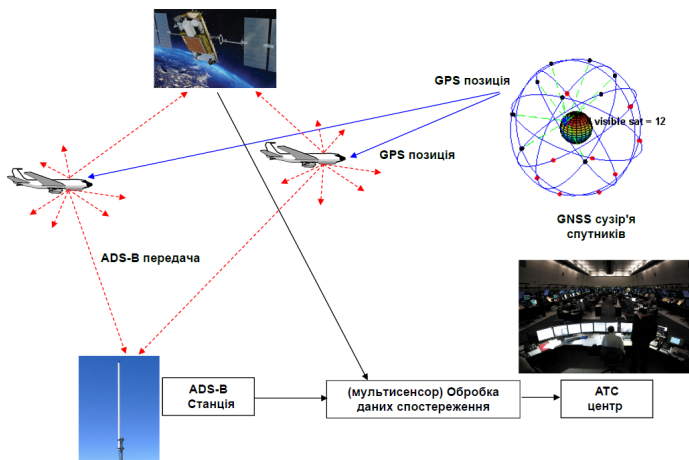 GPS позиція
visible sat = 12
GPS позиція
GNSS сузір'я
спутників
ADS-B передача
ADS-B
Станція
(мультисенсор) Обробка
даних спостереження
АТС
центр